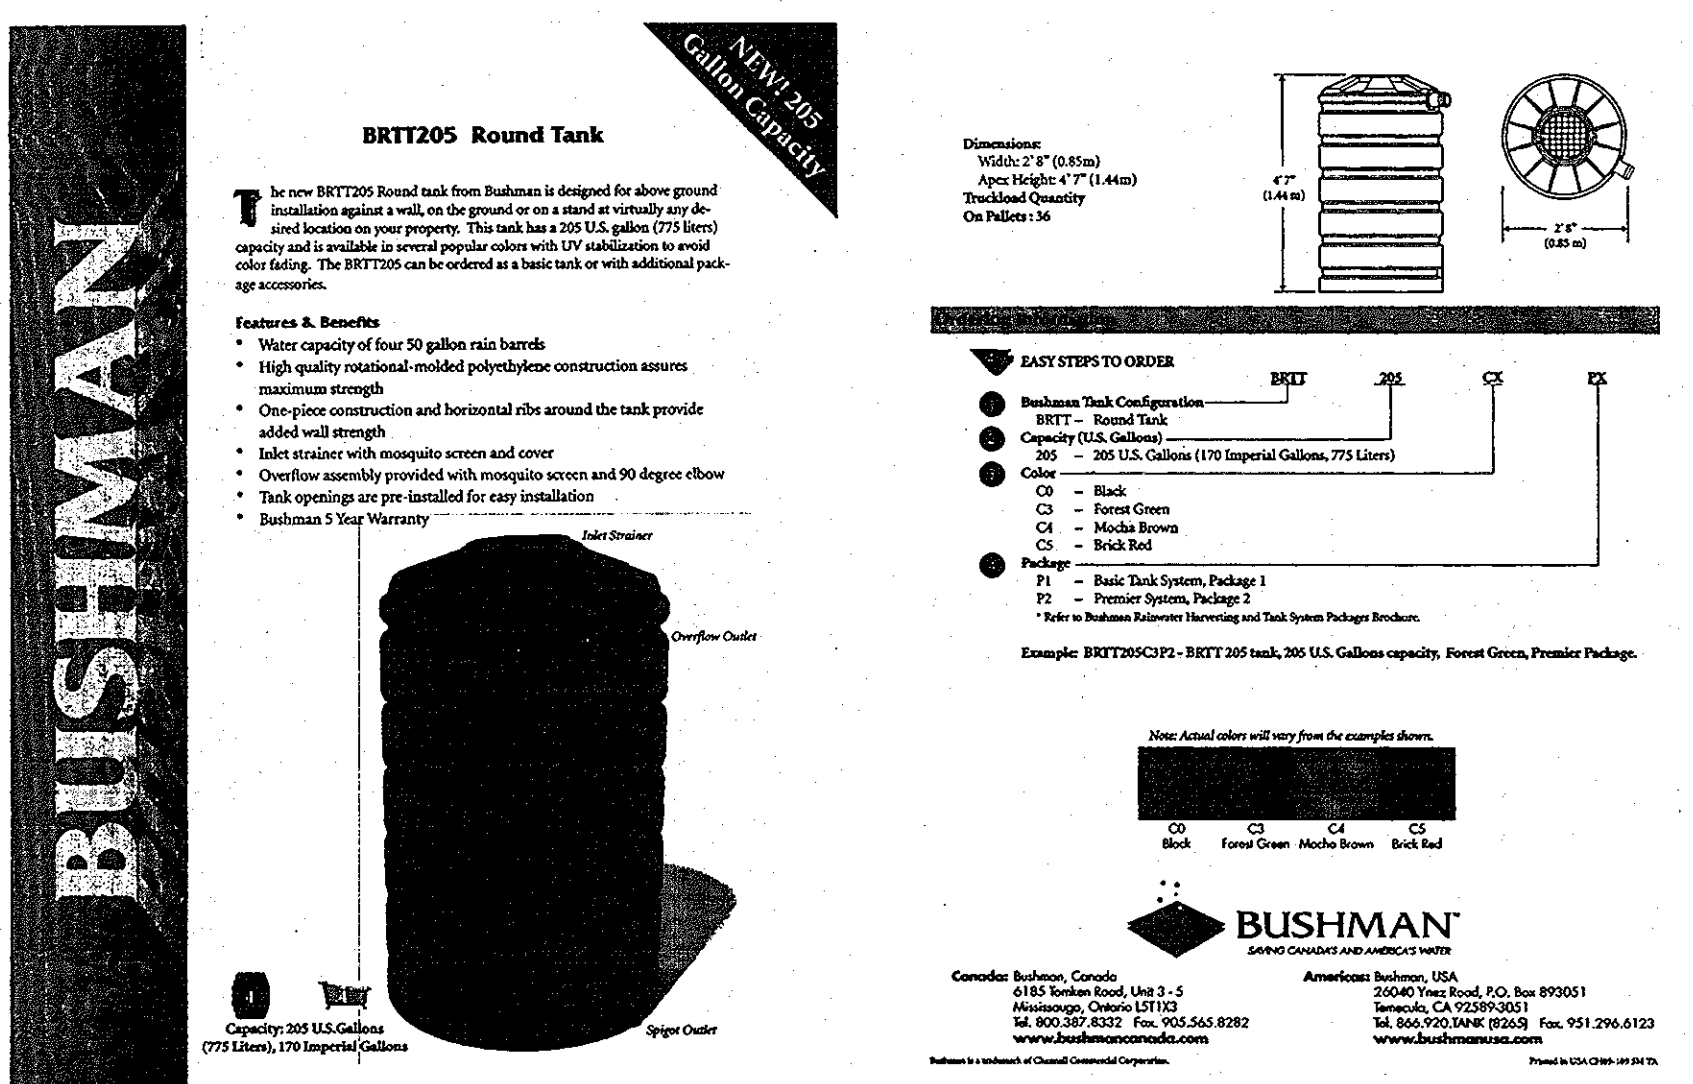 BUSHMAN
NEW! 205
Gallon Capacity
BRTT205 Round Tank
The new BRTT205 Round tank from Bushman is designed for above ground
installation against a wall, on the ground or on a stand at virtually any de-
sired location on your property. This tank has a 205 U.S. gallon (775 liters)
capacity and is available in several popular colors with UV stabilization to avoid
color fading. The BRTT205 can be ordered as a basic tank or with additional pack-
age accessories.
Features & Benefits
• Water capacity of four 50 gallon rain barrels
• High quality rotational-molded polyethylene construction assures
maximum strength
• One-piece construction and horizontal ribs around the tank provide
added wall strength
• Inlet strainer with mosquito screen and cover
• Overflow assembly provided with mosquito screen and 90 degree elbow
• Tank openings are pre-installed for easy installation
• Bushman 5 Year Warranty
Inlet Strainer
Overflow Outlet
Spigot Outlet
Capacity: 205 U.S.Gallons
(775 Liters), 170 Imperial Gallons
Dimensions:
Width: 2' 8" (0.85m)
Apex Height: 4' 7" (1.44m)
Truckload Quantity
On Pallets : 36
4' 7"
(1.44 m)
2' 8"
(0.85 m)
Ordering Information
EASY STEPS TO ORDER
BRTT 205 CX PX
Bushman Tank Configuration
BRTT – Round Tank
Capacity (U.S. Gallons)
205 – 205 U.S. Gallons (170 Imperial Gallons, 775 Liters)
Color
C0 – Black
C3 – Forest Green
C4 – Mocha Brown
C5 – Brick Red
Package
P1 – Basic Tank System, Package 1
P2 – Premier System, Package 2
* Refer to Bushman Rainwater Harvesting and Tank System Packages Brochure.
Example: BRTT205C3P2 - BRTT 205 tank, 205 U.S. Gallons capacity, Forest Green, Premier Package.
Note: Actual colors will vary from the examples shown.
C0 C3 C4 C5
Black Forest Green Mocha Brown Brick Red
BUSHMAN™
SAVING CANADA'S AND AMERICA'S WATER
Canada: Bushman, Canada
6185 Tomken Road, Unit 3 - 5
Mississauga, Ontario L5T1X3
Tel. 800.387.8332 Fax. 905.565.8282
www.bushmancanada.com
Americas: Bushman, USA
26040 Ynez Road, P.O. Box 893051
Temecula, CA 92589-3051
Tel. 866.920.TANK (8265) Fax. 951.296.6123
www.bushmanusa.com
Bushman is a trademark of Channell Commercial Corporation.
Printed in USA CH09-109 5M TX